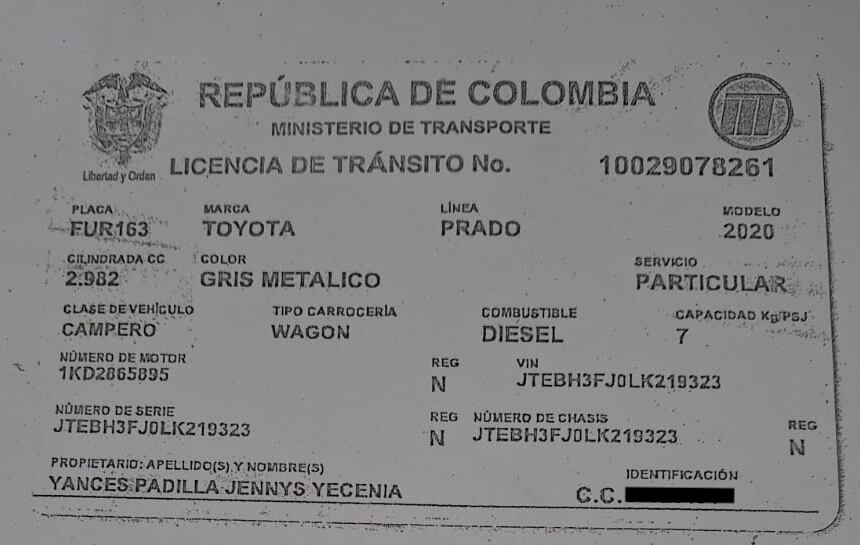 REPÚBLICA DE COLOMBIA
MINISTERIO DE TRANSPORTE
Libertad y Orden
LICENCIA DE TRÁNSITO No. 10029078261
PLACA MARCA LÍNEA MODELO
FUR163 TOYOTA PRADO 2020
CILINDRADA CC COLOR SERVICIO
2.982 GRIS METALICO PARTICULAR
CLASE DE VEHÍCULO TIPO CARROCERÍA COMBUSTIBLE CAPACIDAD Kg/PSJ
CAMPERO WAGON DIESEL 7
NÚMERO DE MOTOR REG VIN
1KD2865895 N JTEBH3FJ0LK219323
NÚMERO DE SERIE REG NÚMERO DE CHASIS REG
JTEBH3FJ0LK219323 N JTEBH3FJ0LK219323 N
PROPIETARIO: APELLIDO(S) Y NOMBRE(S) IDENTIFICACIÓN
YANCES PADILLA JENNYS YECENIA C.C.